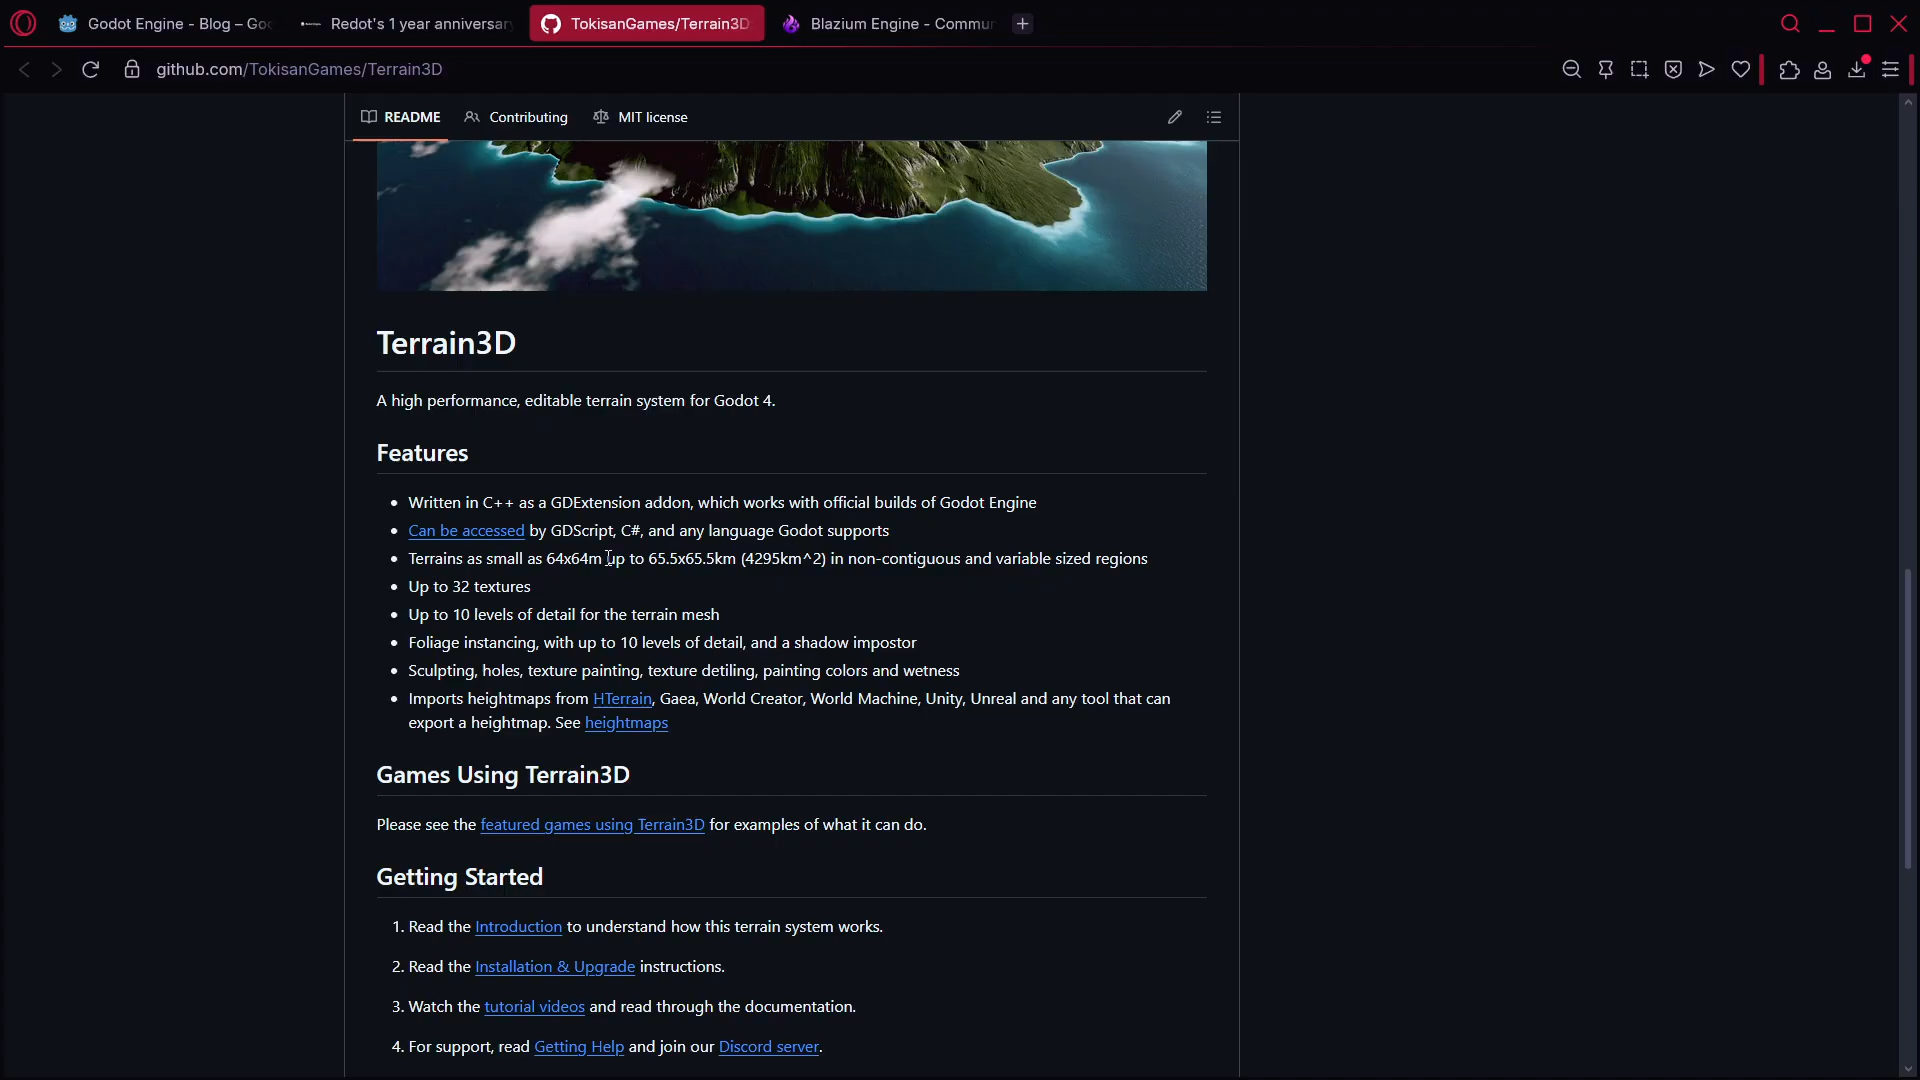 Godot Engine - Blog – Go
Redot's 1 year anniversar
TokisanGames/Terrain3D
Blazium Engine - Commu
github.com/TokisanGames/Terrain3D
README
Contributing
MIT license
Terrain3D
A high performance, editable terrain system for Godot 4.
Features
• Written in C++ as a GDExtension addon, which works with official builds of Godot Engine
• Can be accessed by GDScript, C#, and any language Godot supports
• Terrains as small as 64x64m up to 65.5x65.5km (4295km^2) in non-contiguous and variable sized regions
• Up to 32 textures
• Up to 10 levels of detail for the terrain mesh
• Foliage instancing, with up to 10 levels of detail, and a shadow impostor
• Sculpting, holes, texture painting, texture detiling, painting colors and wetness
• Imports heightmaps from HTerrain, Gaea, World Creator, World Machine, Unity, Unreal and any tool that can
export a heightmap. See heightmaps
Games Using Terrain3D
Please see the featured games using Terrain3D for examples of what it can do.
Getting Started
1. Read the Introduction to understand how this terrain system works.
2. Read the Installation & Upgrade instructions.
3. Watch the tutorial videos and read through the documentation.
4. For support, read Getting Help and join our Discord server.